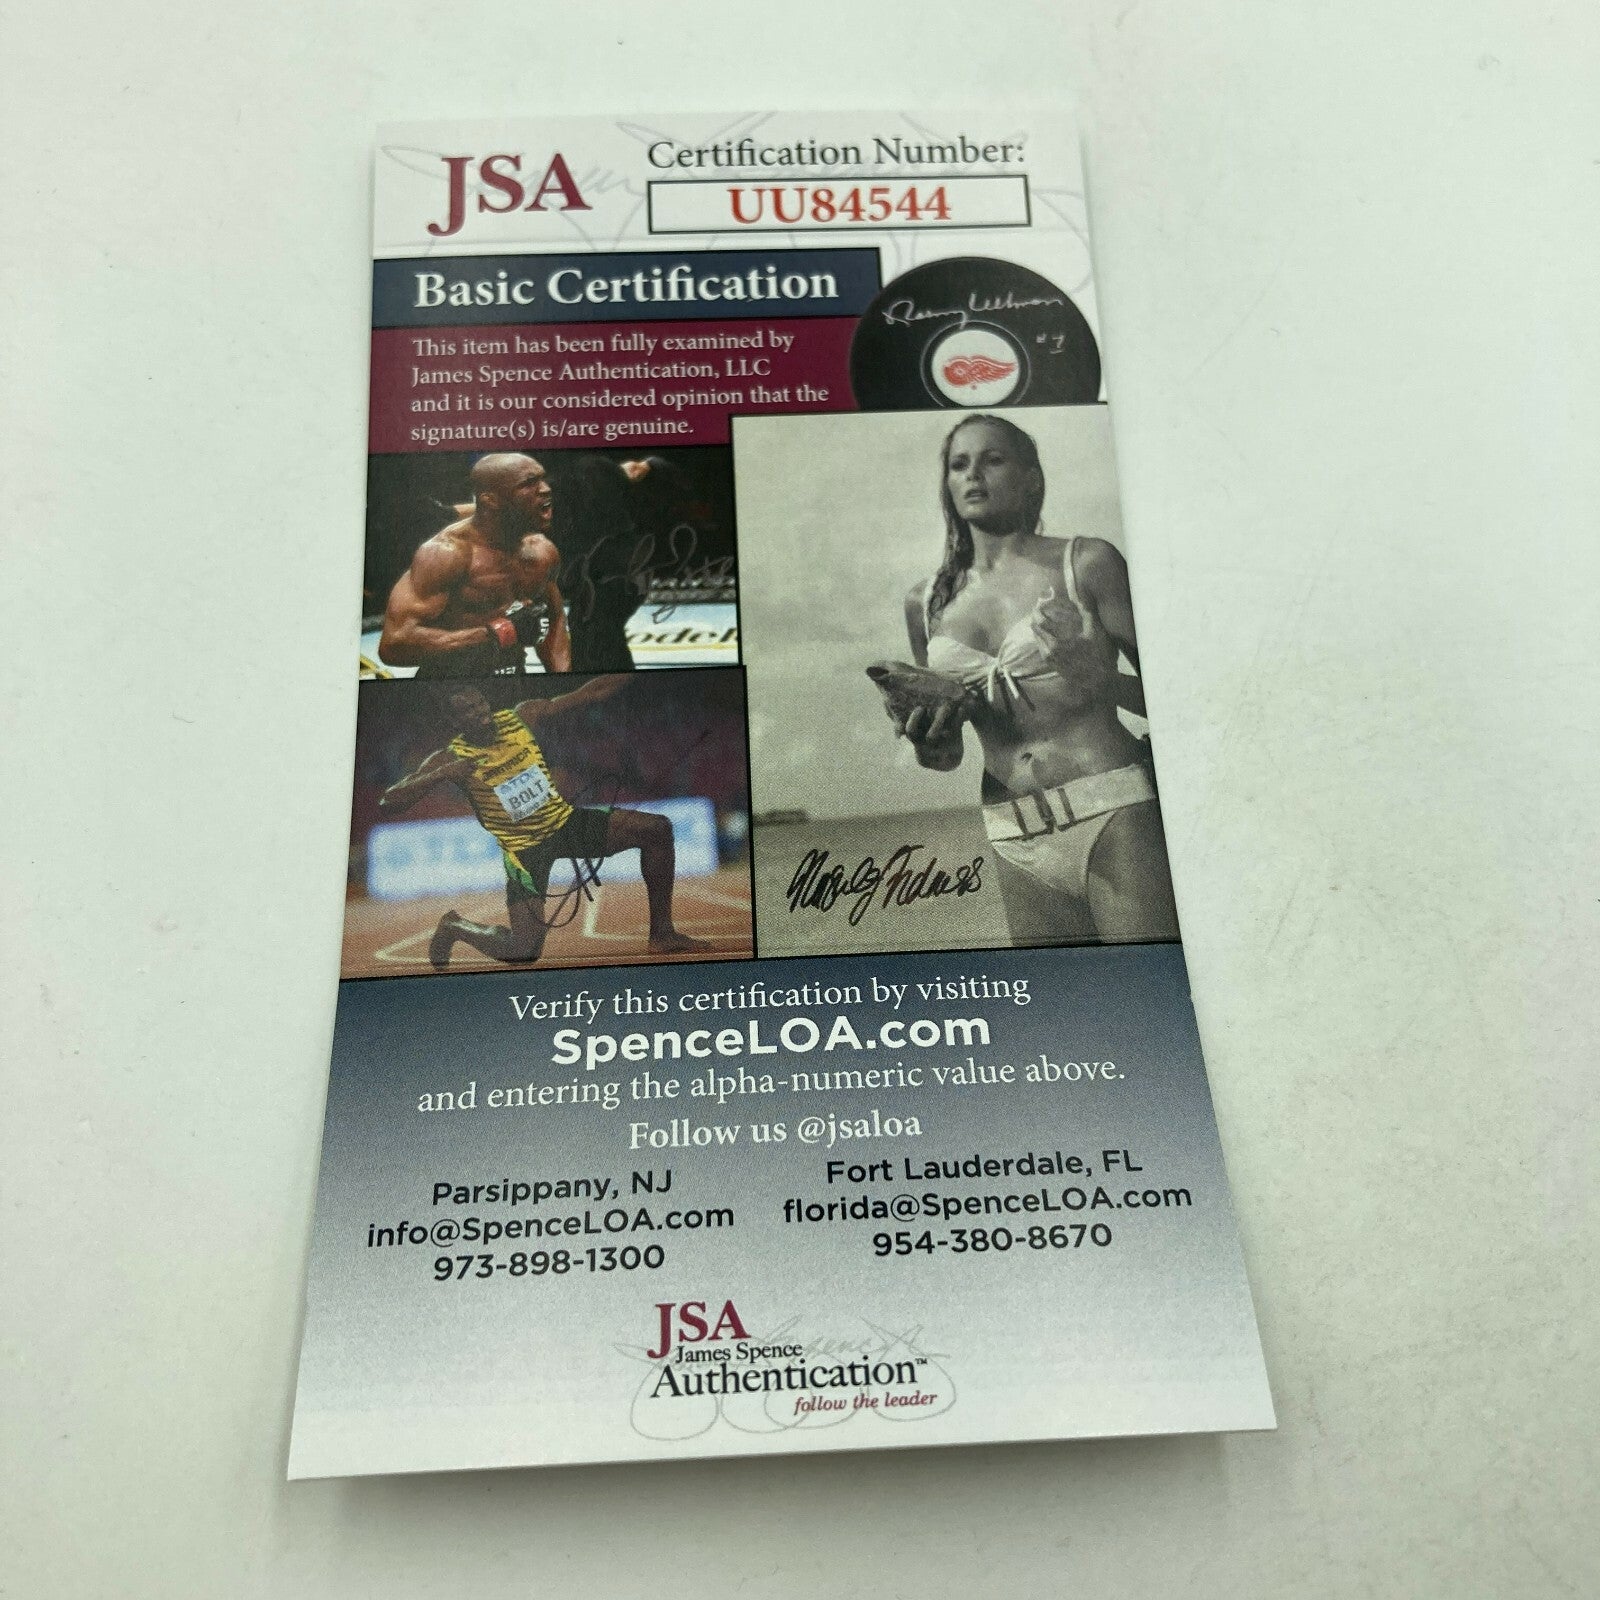 JSA
Certification Number:
UU84544
Basic Certification
This item has been fully examined by
James Spence Authentication, LLC
and it is our considered opinion that the
signature(s) is/are genuine.
BOLT
Verify this certification by visiting
SpenceLOA.com
and entering the alpha-numeric value above.
Follow us @jsaloa
Parsippany, NJ
info@SpenceLOA.com
973-898-1300
Fort Lauderdale, FL
florida@SpenceLOA.com
954-380-8670
JSA
James Spence
Authentication™
follow the leader